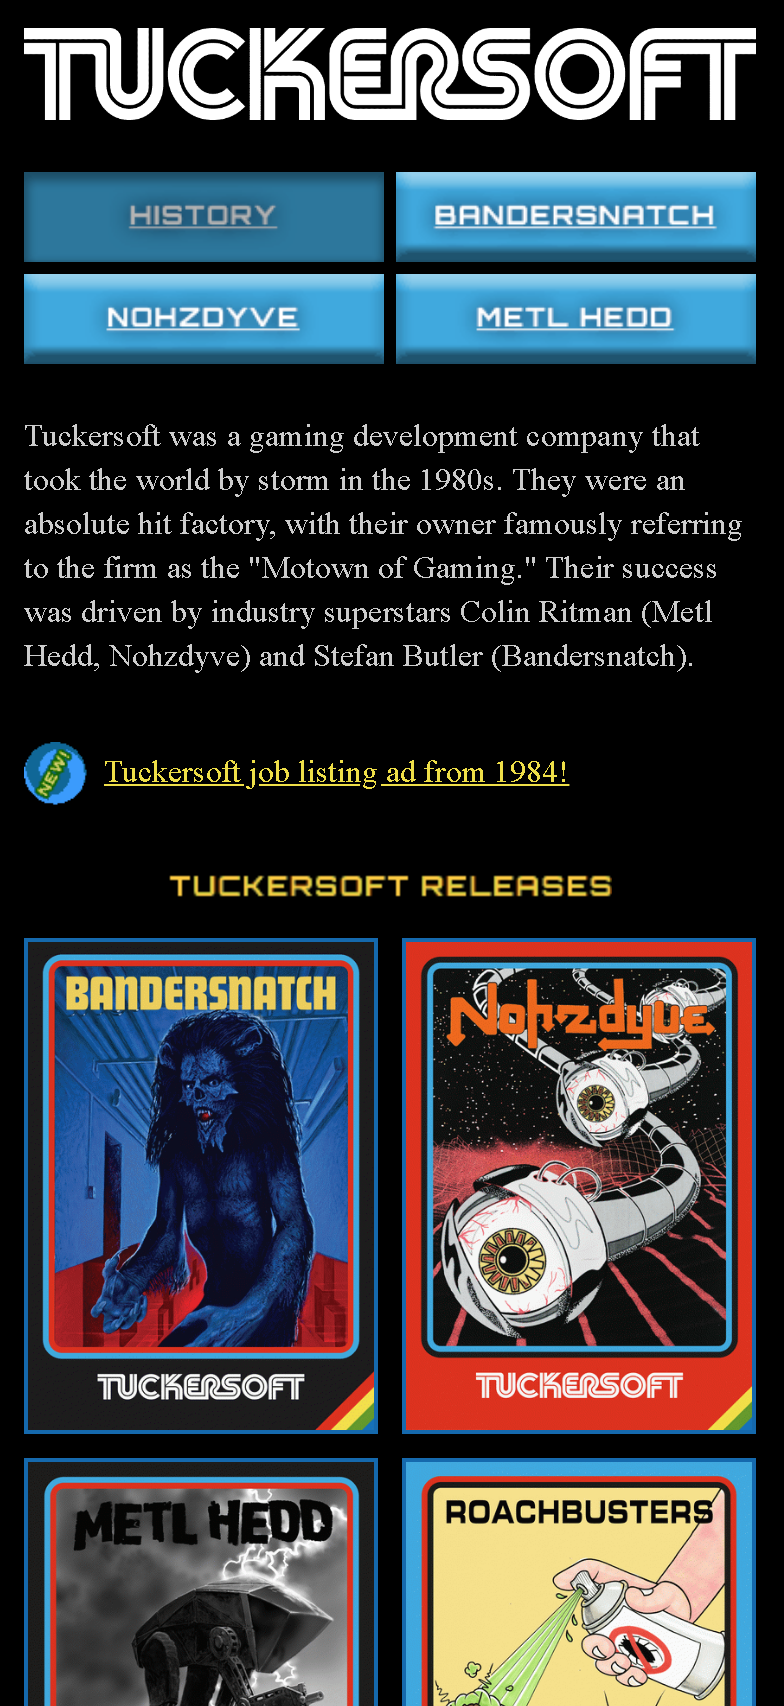 TUCKERSOFT
HISTORY
BANDERSNATCH
NOHZDYVE
METL HEDD
Tuckersoft was a gaming development company that
took the world by storm in the 1980s. They were an
absolute hit factory, with their owner famously referring
to the firm as the "Motown of Gaming." Their success
was driven by industry superstars Colin Ritman (Metl
Hedd, Nohzdyve) and Stefan Butler (Bandersnatch).
NEW!
Tuckersoft job listing ad from 1984!
TUCKERSOFT RELEASES
BANDERSNATCH
TUCKERSOFT
Nohzdyve
TUCKERSOFT
METL HEDD
ROACHBUSTERS